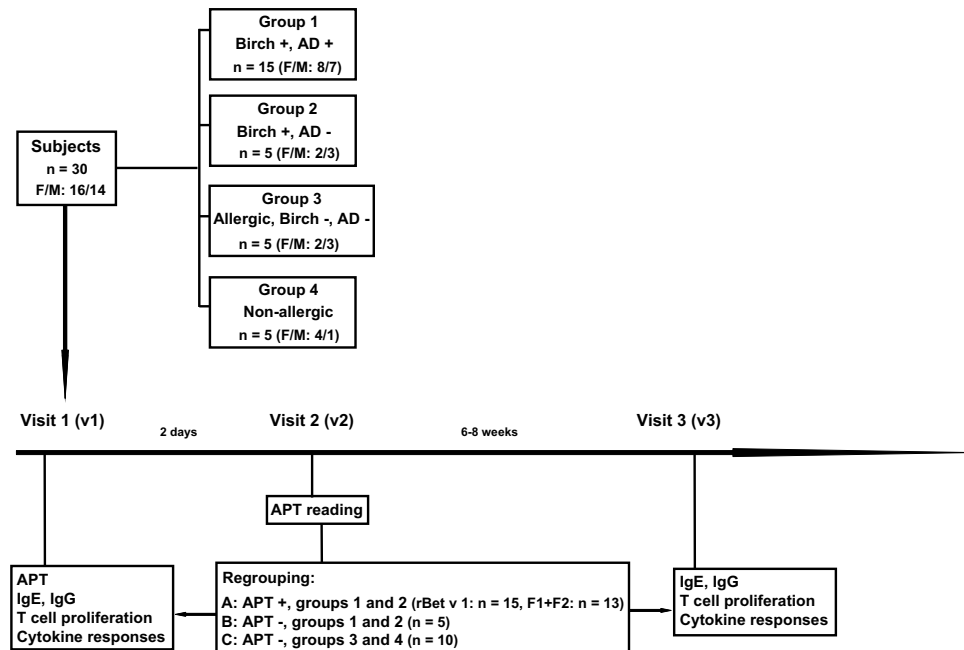 Group 1
Birch +, AD +
n = 15 (F/M: 8/7)
Group 2
Birch +, AD -
n = 5 (F/M: 2/3)
Subjects
n = 30
F/M: 16/14
Group 3
Allergic, Birch -, AD -
n = 5 (F/M: 2/3)
Group 4
Non-allergic
n = 5 (F/M: 4/1)
Visit 1 (v1)
2 days
Visit 2 (v2)
6-8 weeks
Visit 3 (v3)
APT reading
APT
IgE, IgG
T cell proliferation
Cytokine responses
Regrouping:
A: APT +, groups 1 and 2 (rBet v 1: n = 15, F1+F2: n = 13)
B: APT -, groups 1 and 2 (n = 5)
C: APT -, groups 3 and 4 (n = 10)
IgE, IgG
T cell proliferation
Cytokine responses